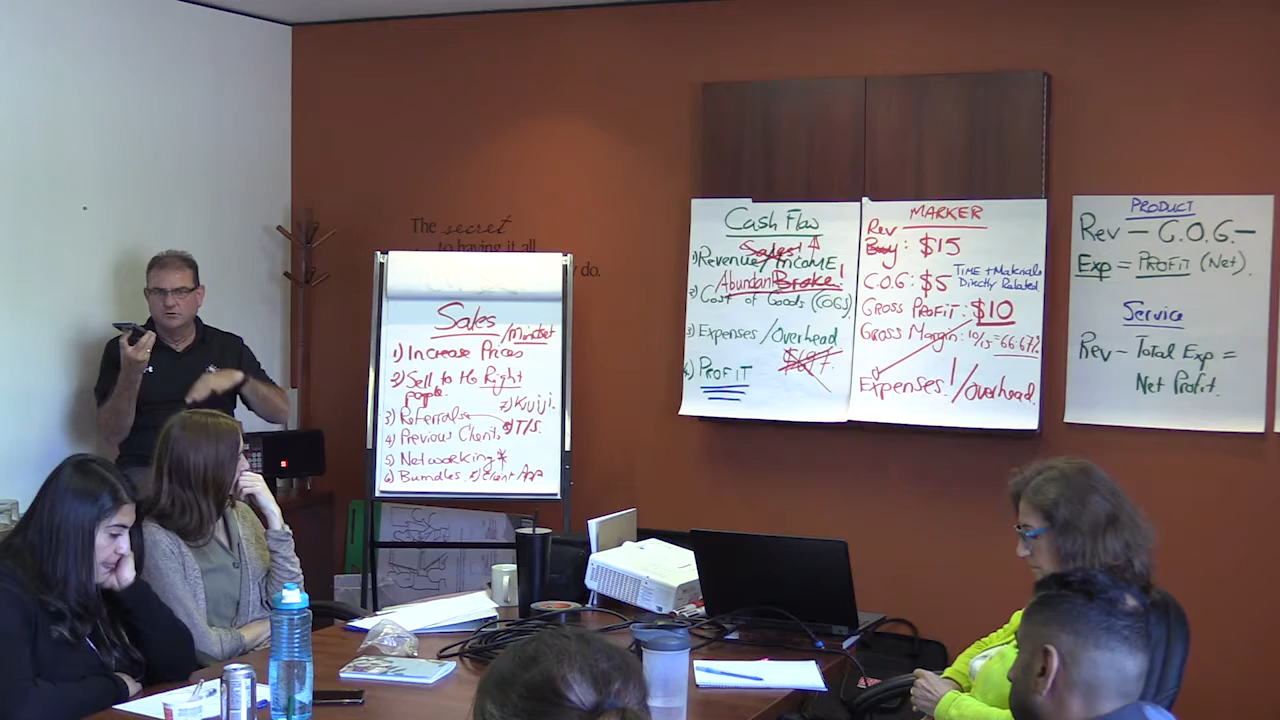 The secret
to having it all
do.
Sales
/Mindset
1) Increase Prices
2) Sell to the Right
people.
3) Referrals
7) Kijiji.
4) Previous Clients
8) T/S.
5) Networking *
6) Bundles
Client App
Cash Flow
Sales!
1) Revenue/INCOME
Abundant Broke!
2) Cost of Goods (COGS)
3) Expenses/Overhead
4) PROFIT
MARKER
Rev
Buy: $15
C.O.G: $5 TIME + Materials
Directly Related
GROSS PROFIT: $10
GROSS Margin: 10/15 = 66.67%
Expenses!/Overhead
PRODUCT
Rev - C.O.G. -
Exp = PROFIT (Net).
Service
Rev - Total Exp =
Net Profit.